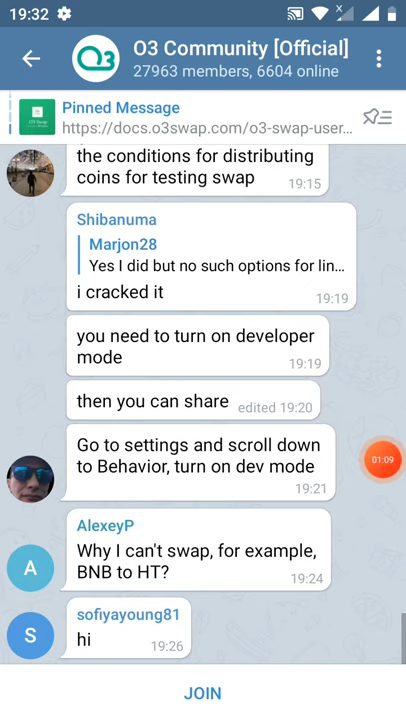 19:32
O3 Community [Official]
27963 members, 6604 online
Pinned Message
https://docs.o3swap.com/o3-swap-user...
the conditions for distributing
coins for testing swap 19:15
Shibanuma
Marjon28
Yes I did but no such options for lin...
i cracked it
19:19
you need to turn on developer
mode
19:19
then you can share edited 19:20
Go to settings and scroll down
to Behavior, turn on dev mode
19:21
01:09
AlexeyP
Why I can't swap, for example,
BNB to HT?
19:24
A
sofiyayoung81
hi
19:26
S
JOIN